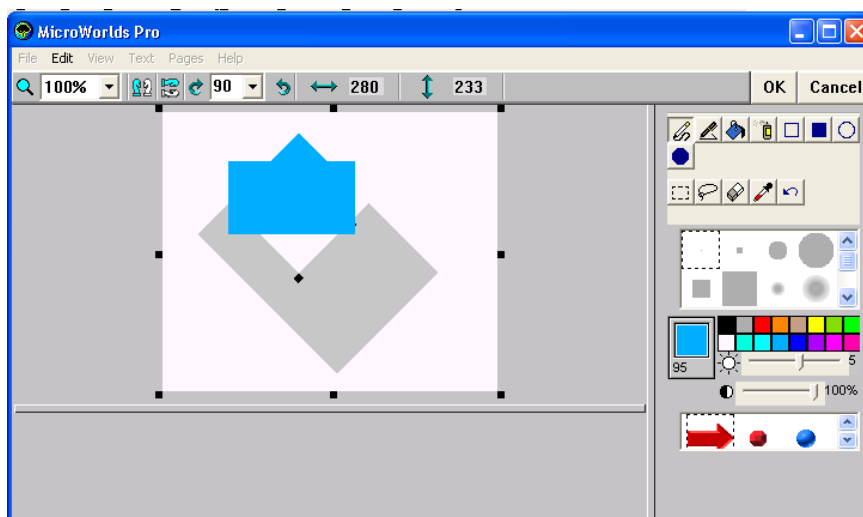 MicroWorlds Pro
File Edit View Text Pages Help
100% 90 280 233 OK Cancel
95
5
100%